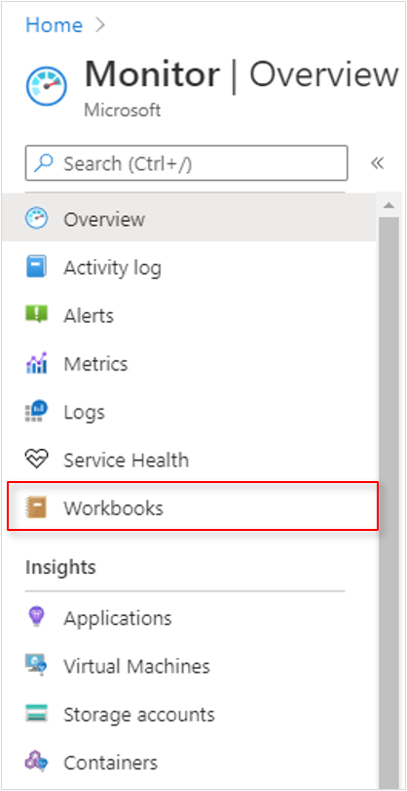 Home
Monitor | Overview
Microsoft
Search (Ctrl+/)
Overview
Activity log
Alerts
Metrics
Logs
Service Health
Workbooks
Insights
Applications
Virtual Machines
Storage accounts
Containers